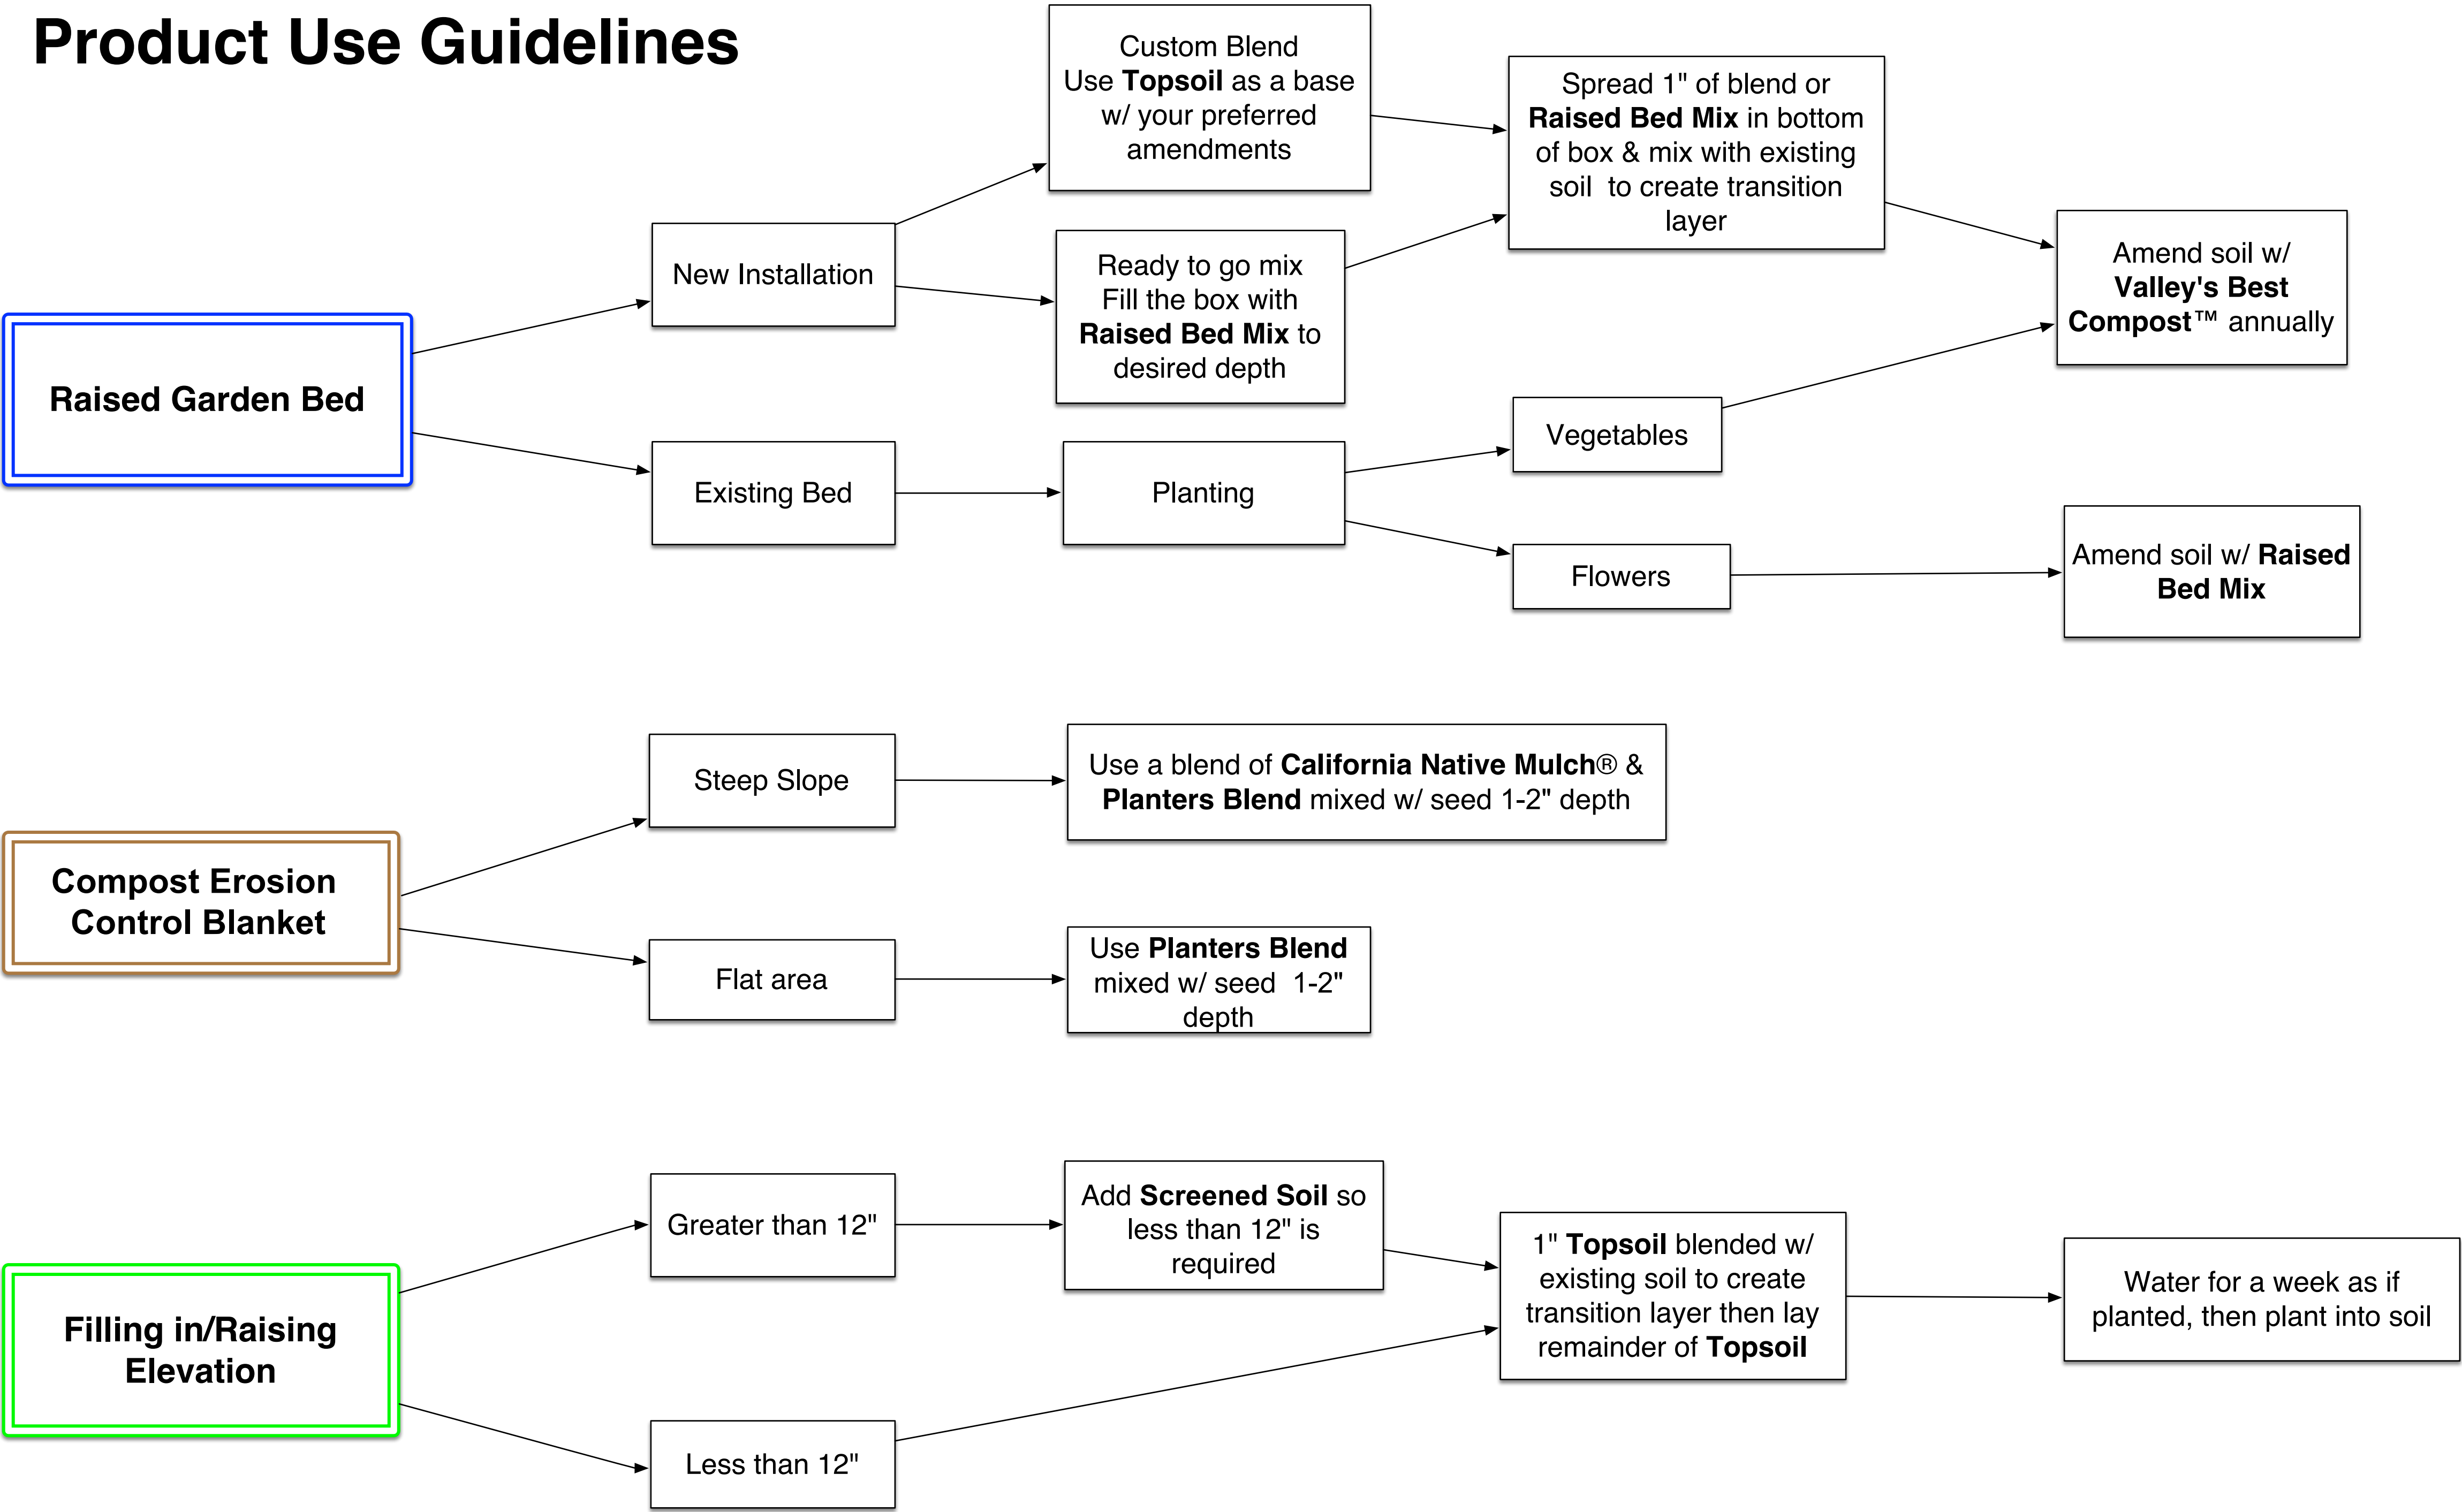 Product Use Guidelines
Custom Blend
Use Topsoil as a base
w/ your preferred
amendments
Spread 1" of blend or
Raised Bed Mix in bottom
of box & mix with existing
soil  to create transition
layer
New Installation
Ready to go mix
Fill the box with
Raised Bed Mix to
desired depth
Amend soil w/
Valley's Best
Compost™ annually
Raised Garden Bed
Existing Bed
Planting
Vegetables
Flowers
Amend soil w/ Raised
Bed Mix
Steep Slope
Use a blend of California Native Mulch® &
Planters Blend mixed w/ seed 1-2" depth
Compost Erosion
Control Blanket
Flat area
Use Planters Blend
mixed w/ seed  1-2"
depth
Greater than 12"
Add Screened Soil so
less than 12" is
required
1" Topsoil blended w/
existing soil to create
transition layer then lay
remainder of Topsoil
Water for a week as if
planted, then plant into soil
Filling in/Raising
Elevation
Less than 12"